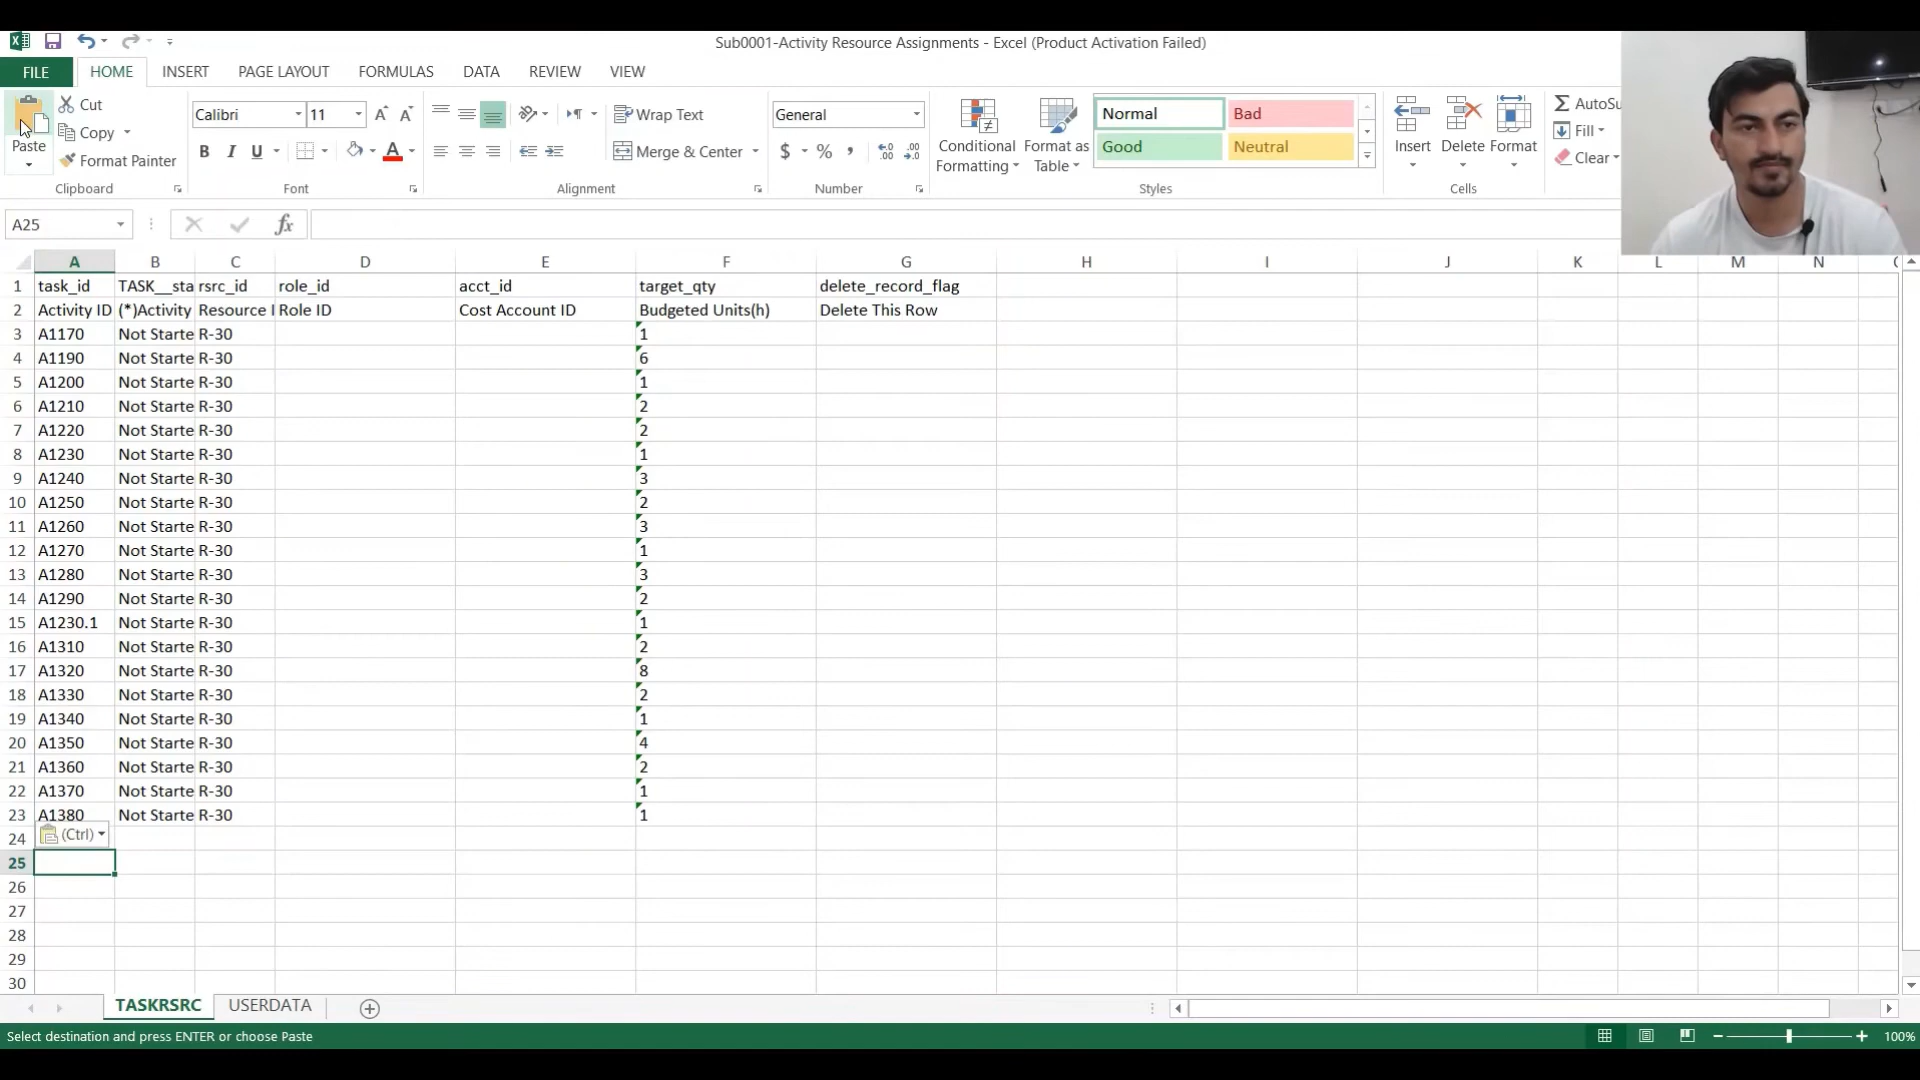 Sub0001-Activity Resource Assignments - Excel (Product Activation Failed)
FILE HOME INSERT PAGE LAYOUT FORMULAS DATA REVIEW VIEW
Paste
Cut
Copy
Format Painter
Clipboard
Calibri 11
B I U A
Font
Wrap Text
Merge & Center
Alignment
General
$ % ,
Number
Conditional Formatting
Format as Table
Normal Bad
Good Neutral
Styles
Insert Delete Format
Cells
AutoSu
Fill
Clear
A25 fx
A B C D E F G H I J K L M N
1 task_id TASK__sta rsrc_id role_id acct_id target_qty delete_record_flag
2 Activity ID (*)Activity Resource I Role ID Cost Account ID Budgeted Units(h) Delete This Row
3 A1170 Not Starte R-30 1
4 A1190 Not Starte R-30 6
5 A1200 Not Starte R-30 1
6 A1210 Not Starte R-30 2
7 A1220 Not Starte R-30 2
8 A1230 Not Starte R-30 1
9 A1240 Not Starte R-30 3
10 A1250 Not Starte R-30 2
11 A1260 Not Starte R-30 3
12 A1270 Not Starte R-30 1
13 A1280 Not Starte R-30 3
14 A1290 Not Starte R-30 2
15 A1230.1 Not Starte R-30 1
16 A1310 Not Starte R-30 2
17 A1320 Not Starte R-30 8
18 A1330 Not Starte R-30 2
19 A1340 Not Starte R-30 1
20 A1350 Not Starte R-30 4
21 A1360 Not Starte R-30 2
22 A1370 Not Starte R-30 1
23 A1380 Not Starte R-30 1
24 (Ctrl)
25
26
27
28
29
30
TASKRSRC USERDATA
Select destination and press ENTER or choose Paste 100%